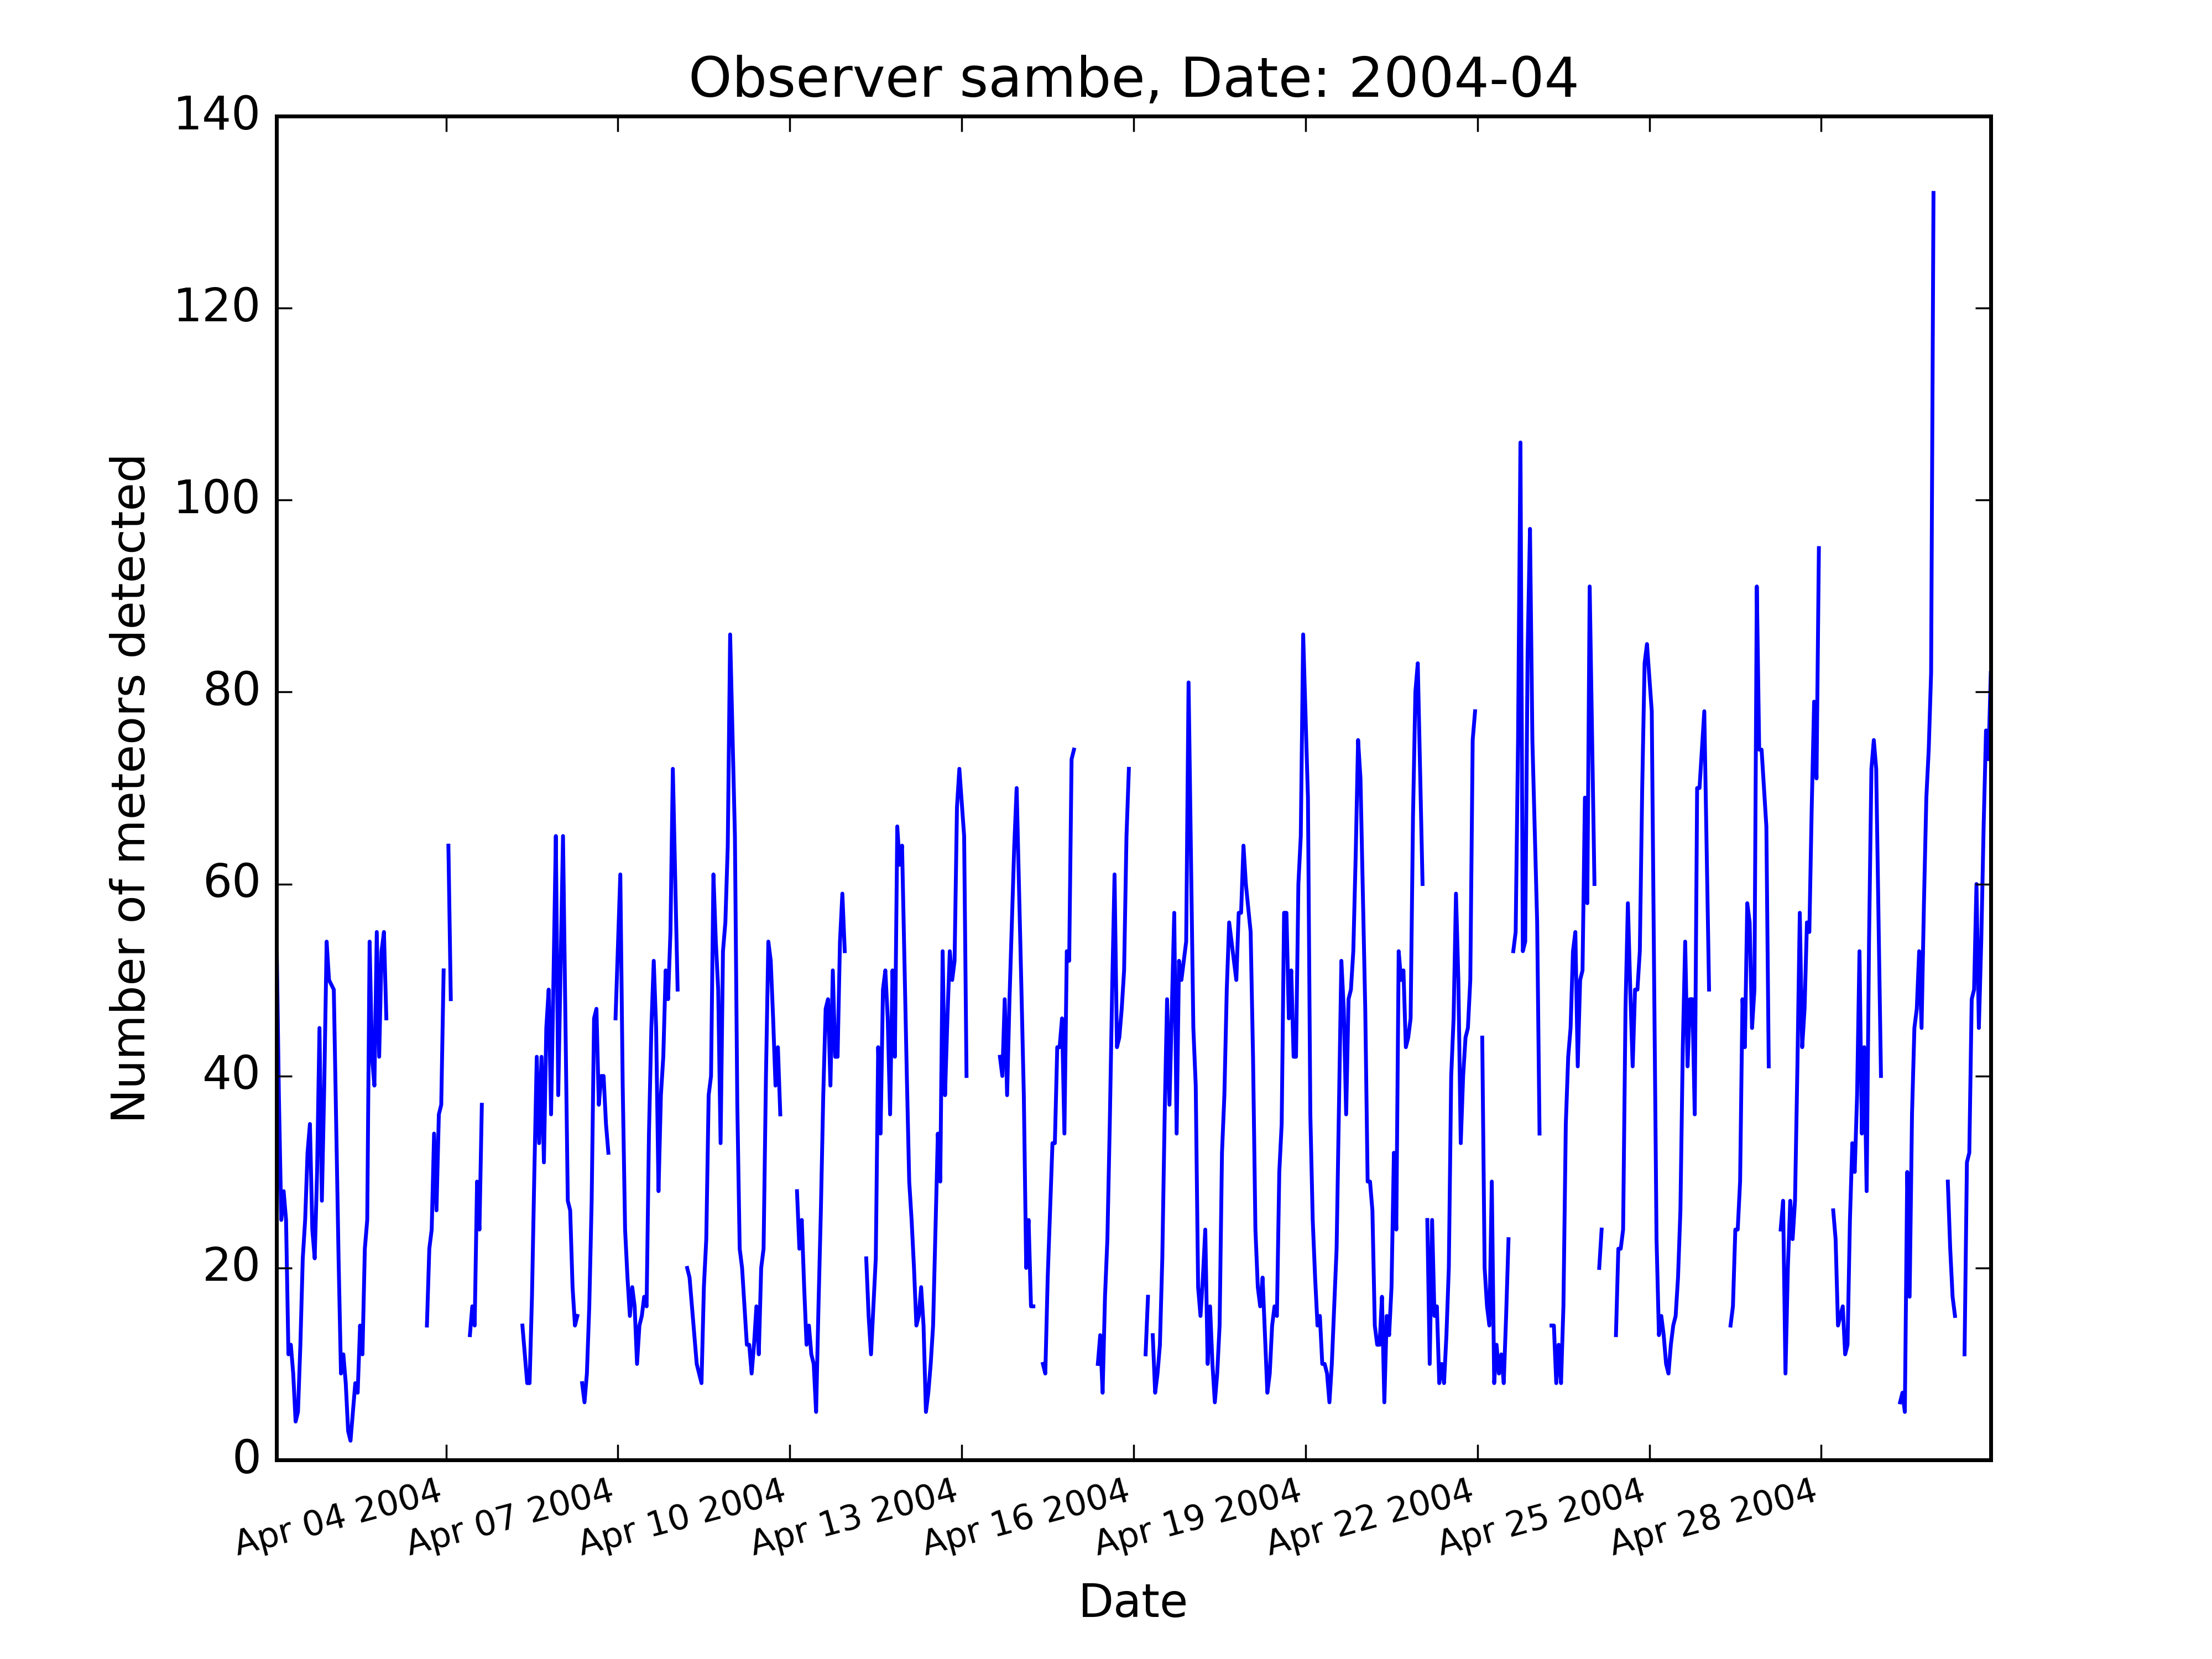 Observer sambe, Date: 2004-04
140
120
100
80
60
40
20
0
Number of meteors detected
Apr 04 2004
Apr 07 2004
Apr 10 2004
Apr 13 2004
Apr 16 2004
Apr 19 2004
Apr 22 2004
Apr 25 2004
Apr 28 2004
Date